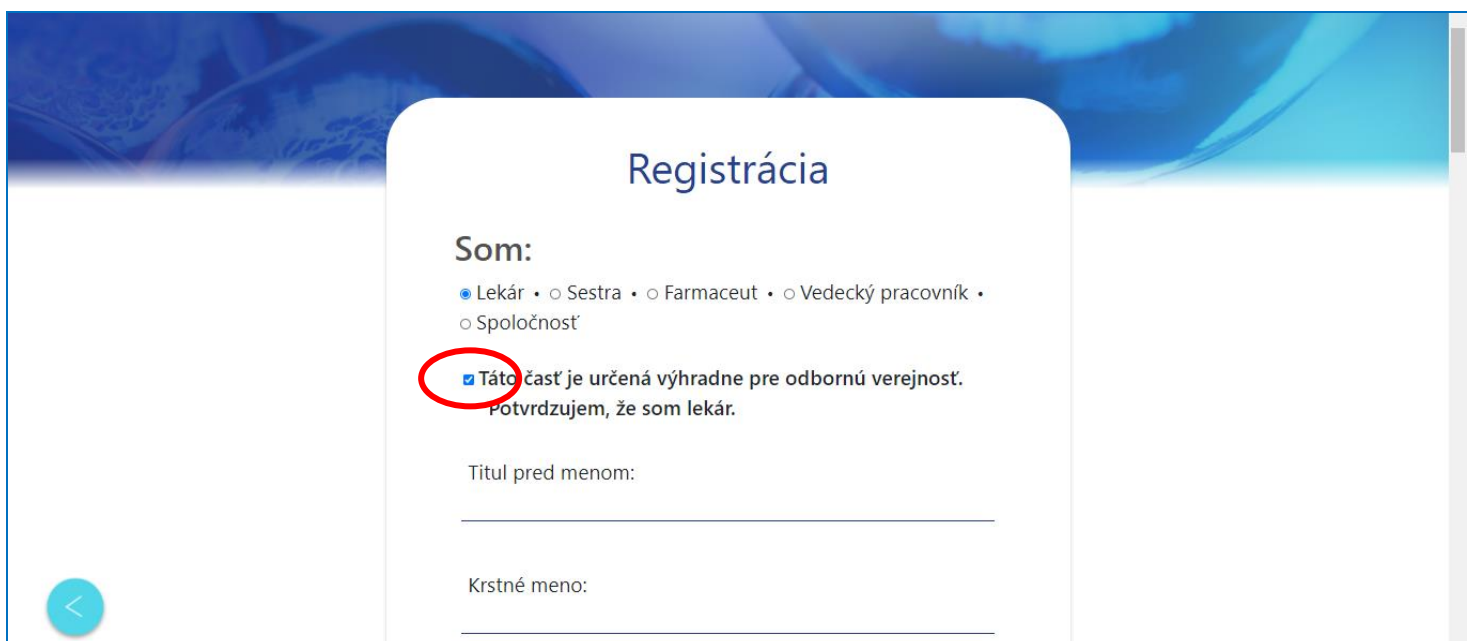 Registrácia
Som:
Lekár • Sestra • Farmaceut • Vedecký pracovník •
Spoločnosť
Táto časť je určená výhradne pre odbornú verejnosť.
Potvrdzujem, že som lekár.
Titul pred menom:
Krstné meno: